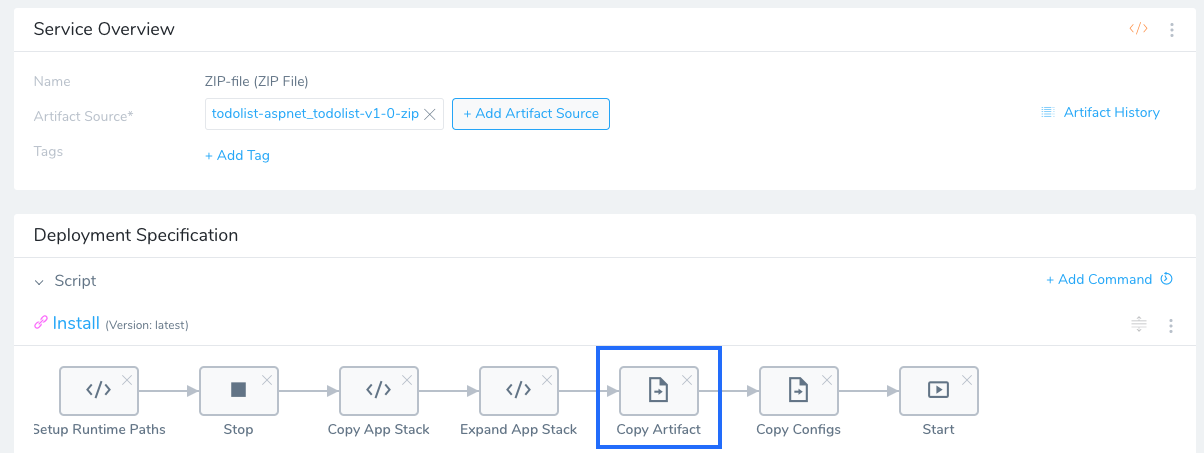 Service Overview
</>
Name ZIP-file (ZIP File)
Artifact Source* todolist-aspnet_todolist-v1-0-zip + Add Artifact Source Artifact History
Tags + Add Tag
Deployment Specification
Script + Add Command
Install (Version: latest)
</> </> </>
Setup Runtime Paths Stop Copy App Stack Expand App Stack Copy Artifact Copy Configs Start